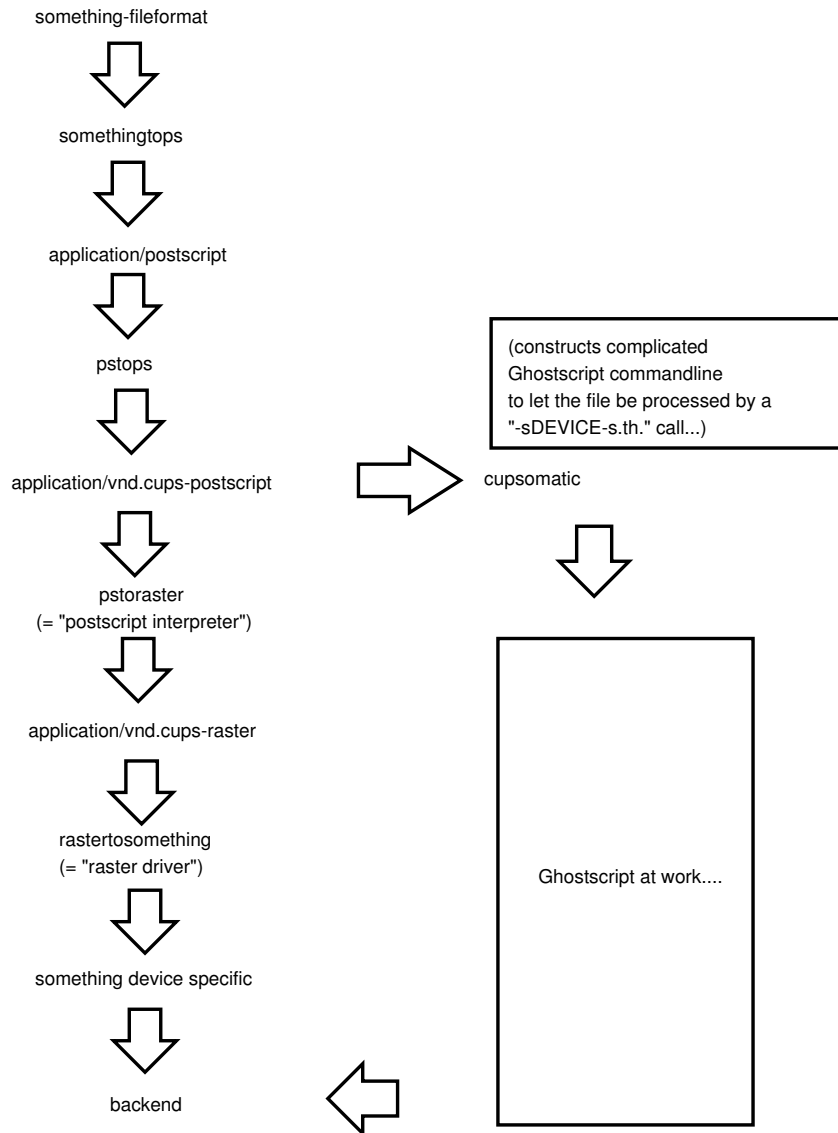 something-fileformat
somethingtops
application/postscript
pstops
application/vnd.cups-postscript
pstoraster
(= "postscript interpreter")
application/vnd.cups-raster
rastertosomething
(= "raster driver")
something device specific
backend
(constructs complicated
Ghostscript commandline
to let the file be processed by a
"-sDEVICE-s.th." call...)
cupsomatic
Ghostscript at work....